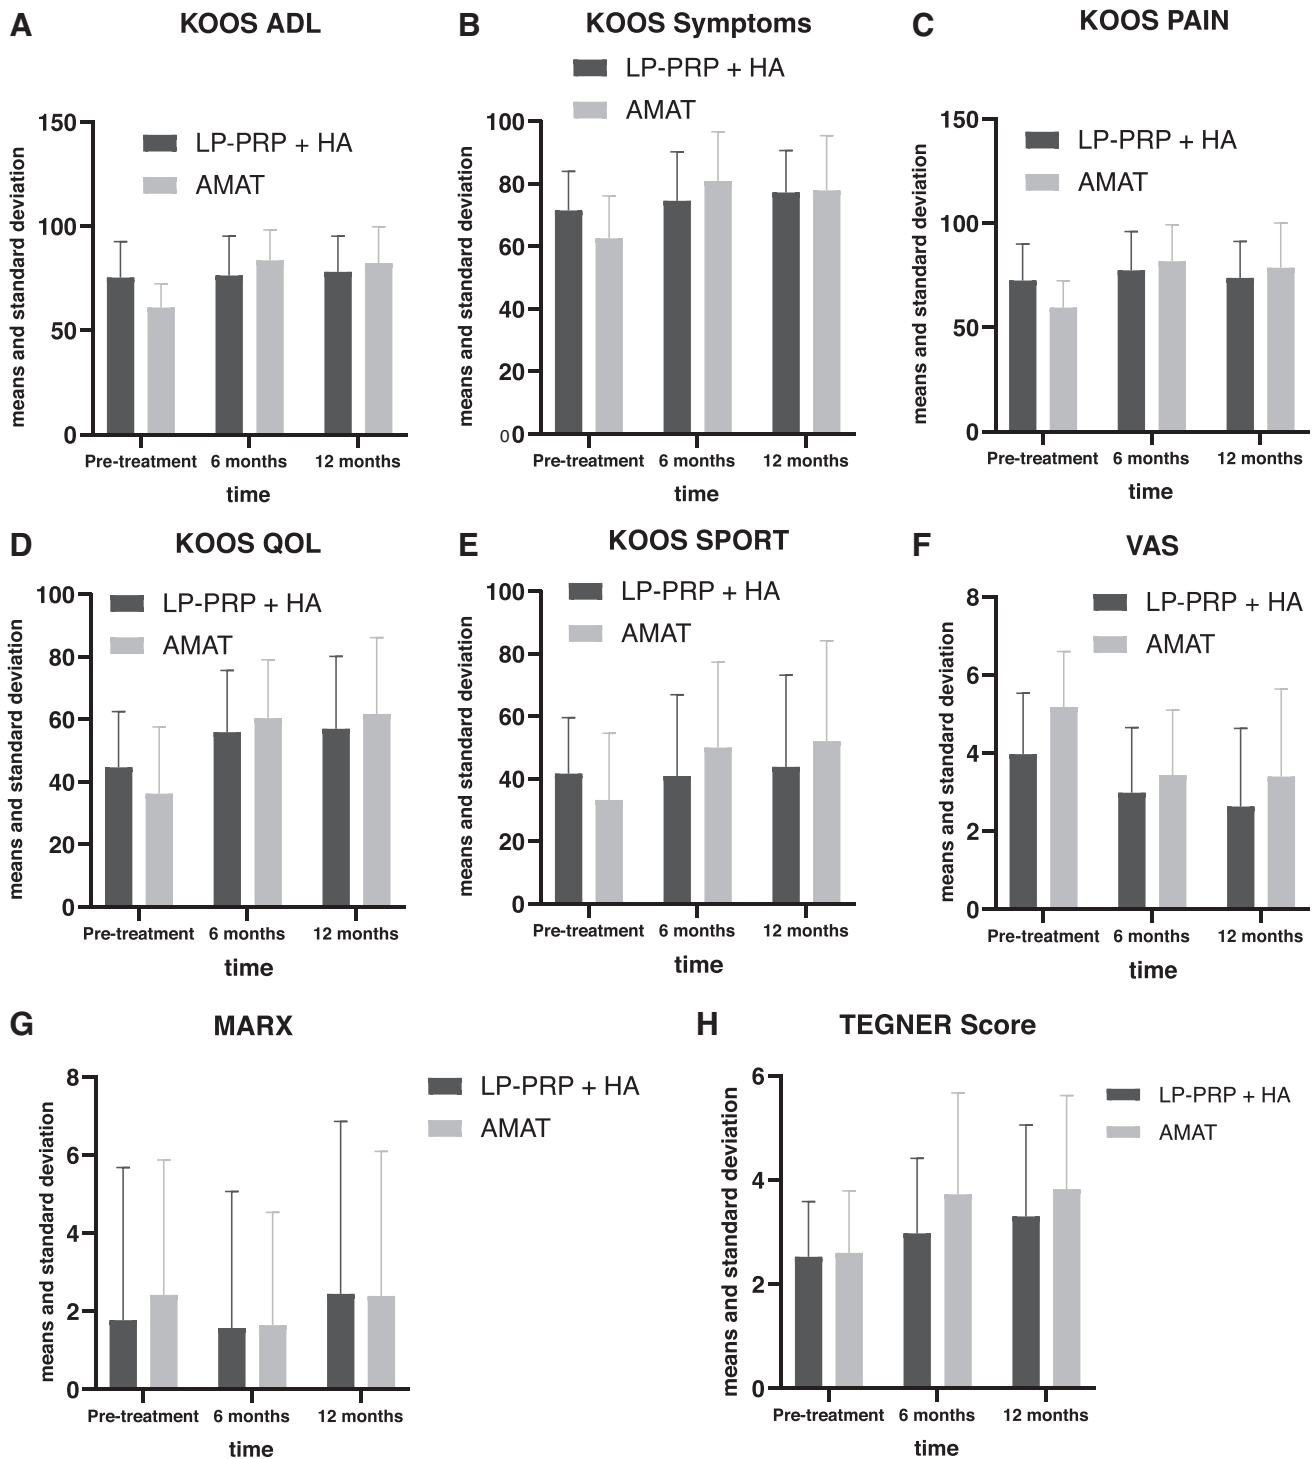 A
KOOS ADL
means and standard deviation
150
100
50
0
LP-PRP + HA
AMAT
Pre-treatment
6 months
12 months
time
B
KOOS Symptoms
LP-PRP + HA
AMAT
means and standard deviation
100
80
60
40
20
00
Pre-treatment
6 months
12 months
time
C
KOOS PAIN
means and standard deviation
150
100
50
0
LP-PRP + HA
AMAT
Pre-treatment
6 months
12 months
time
D
KOOS QOL
means and standard deviation
100
80
60
40
20
0
LP-PRP + HA
AMAT
Pre-treatment
6 months
12 months
time
E
KOOS SPORT
means and standard deviation
100
80
60
40
20
0
LP-PRP + HA
AMAT
Pre-treatment
6 months
12 months
time
F
VAS
means and standard deviation
8
6
4
2
0
LP-PRP + HA
AMAT
Pre-treatment
6 months
12 months
time
G
MARX
means and standard deviation
8
6
4
2
0
LP-PRP + HA
AMAT
Pre-treatment
6 months
12 months
time
H
TEGNER Score
means and standard deviation
6
4
2
0
LP-PRP + HA
AMAT
Pre-treatment
6 months
12 months
time